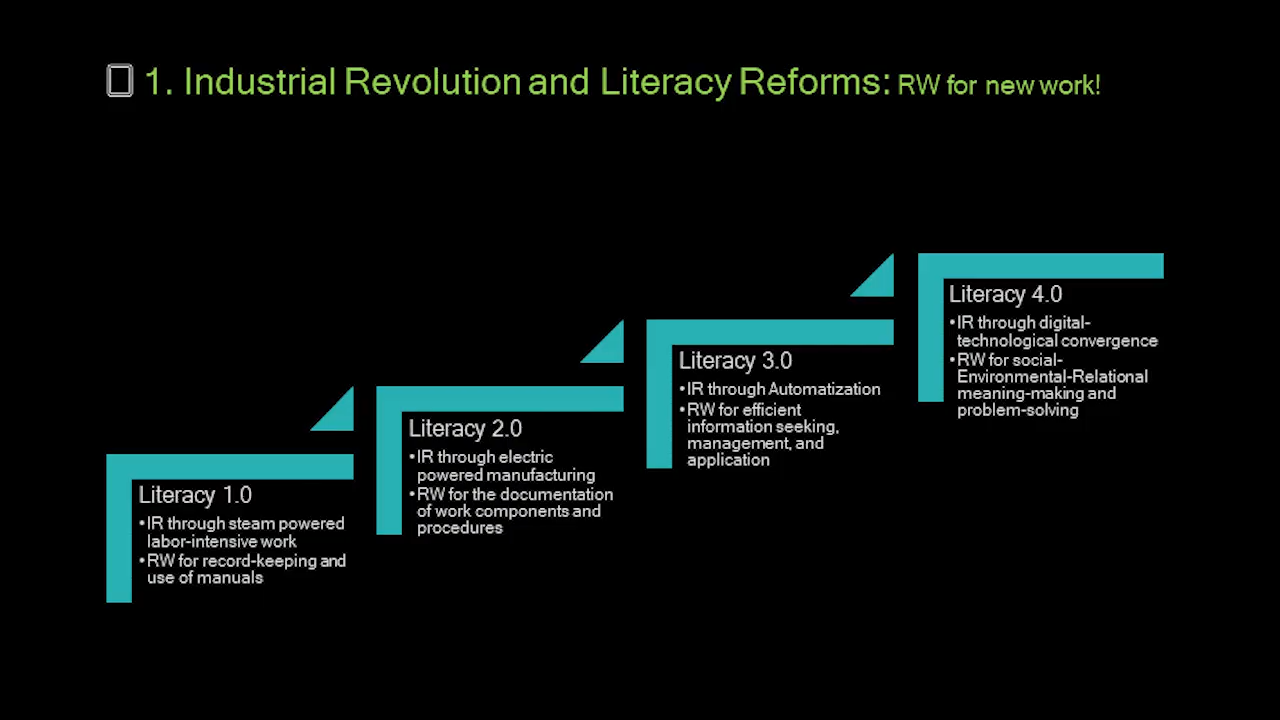 1. Industrial Revolution and Literacy Reforms: RW for new work!
Literacy 1.0
•IR through steam powered
labor-intensive work
•RW for record-keeping and
use of manuals
Literacy 2.0
•IR through electric
powered manufacturing
•RW for the documentation
of work components and
procedures
Literacy 3.0
•IR through Automatization
•RW for efficient
information seeking,
management, and
application
Literacy 4.0
•IR through digital-
technological convergence
•RW for social-
Environmental-Relational
meaning-making and
problem-solving